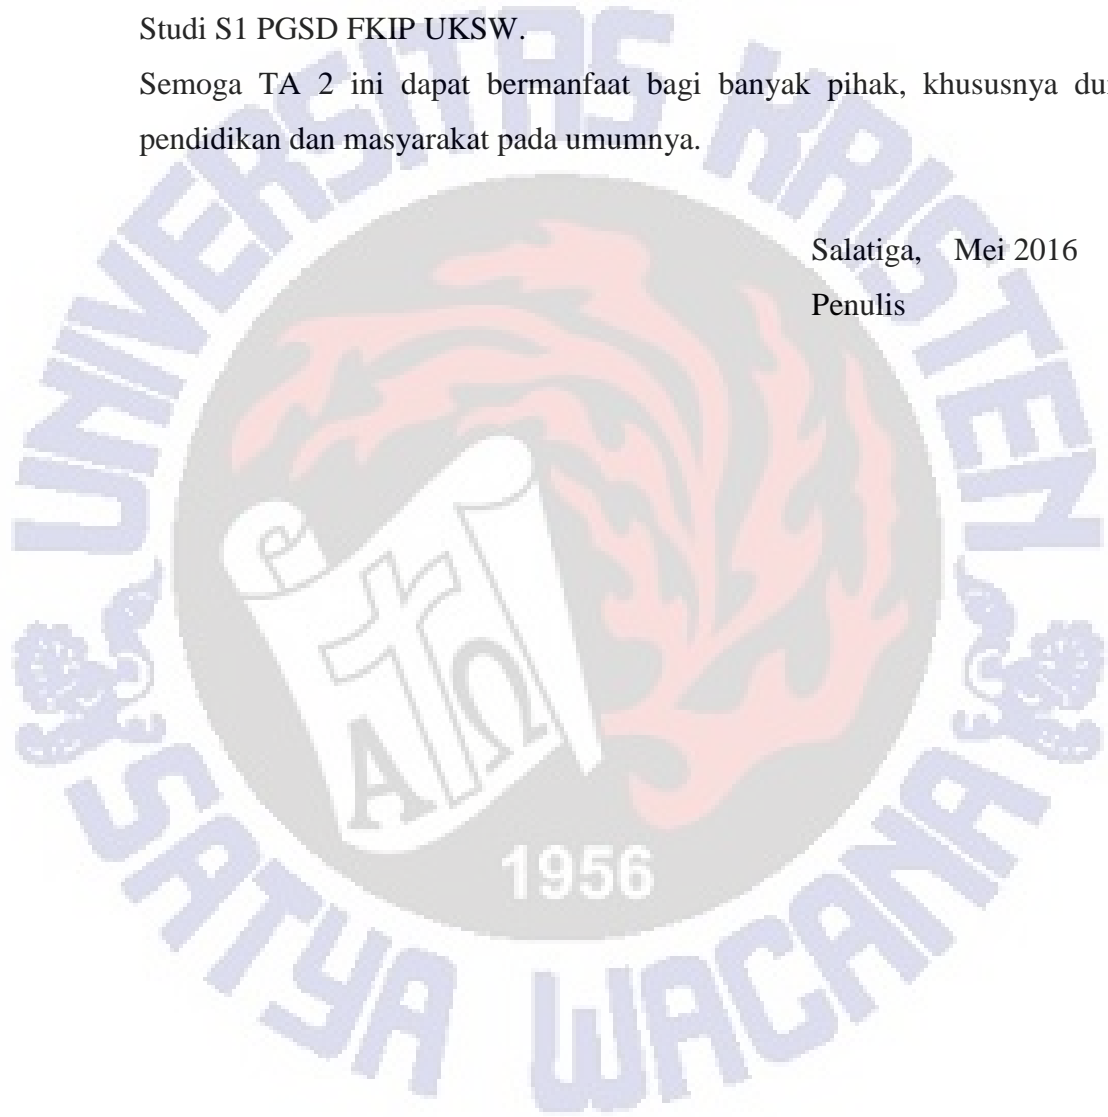 Studi S1 PGSD FKIP UKSW.
Semoga TA 2 ini dapat bermanfaat bagi banyak pihak, khususnya
pendidikan dan masyarakat pada umumnya.
Salatiga, Mei 2016
Penulis
UNIVERSITAS KRISTEN
SATYA WACANA
Α Ω
1956